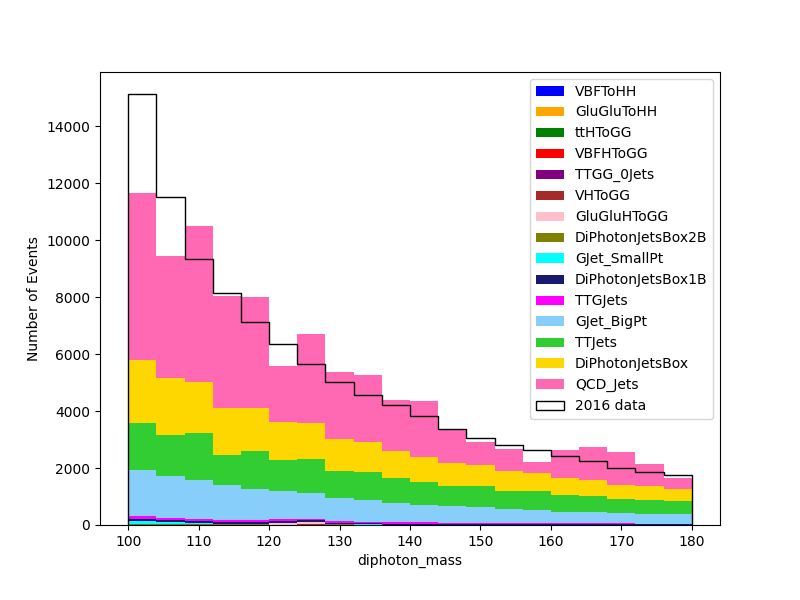 14000
12000
10000
8000
6000
4000
2000
0
Number of Events
100
110
120
130
140
150
160
170
180
diphoton_mass
VBFToHH
GluGluToHH
ttHToGG
VBFHToGG
TTGG_0Jets
VHToGG
GluGluHToGG
DiPhotonJetsBox2B
GJet_SmallPt
DiPhotonJetsBox1B
TTGJets
GJet_BigPt
TTJets
DiPhotonJetsBox
QCD_Jets
2016 data